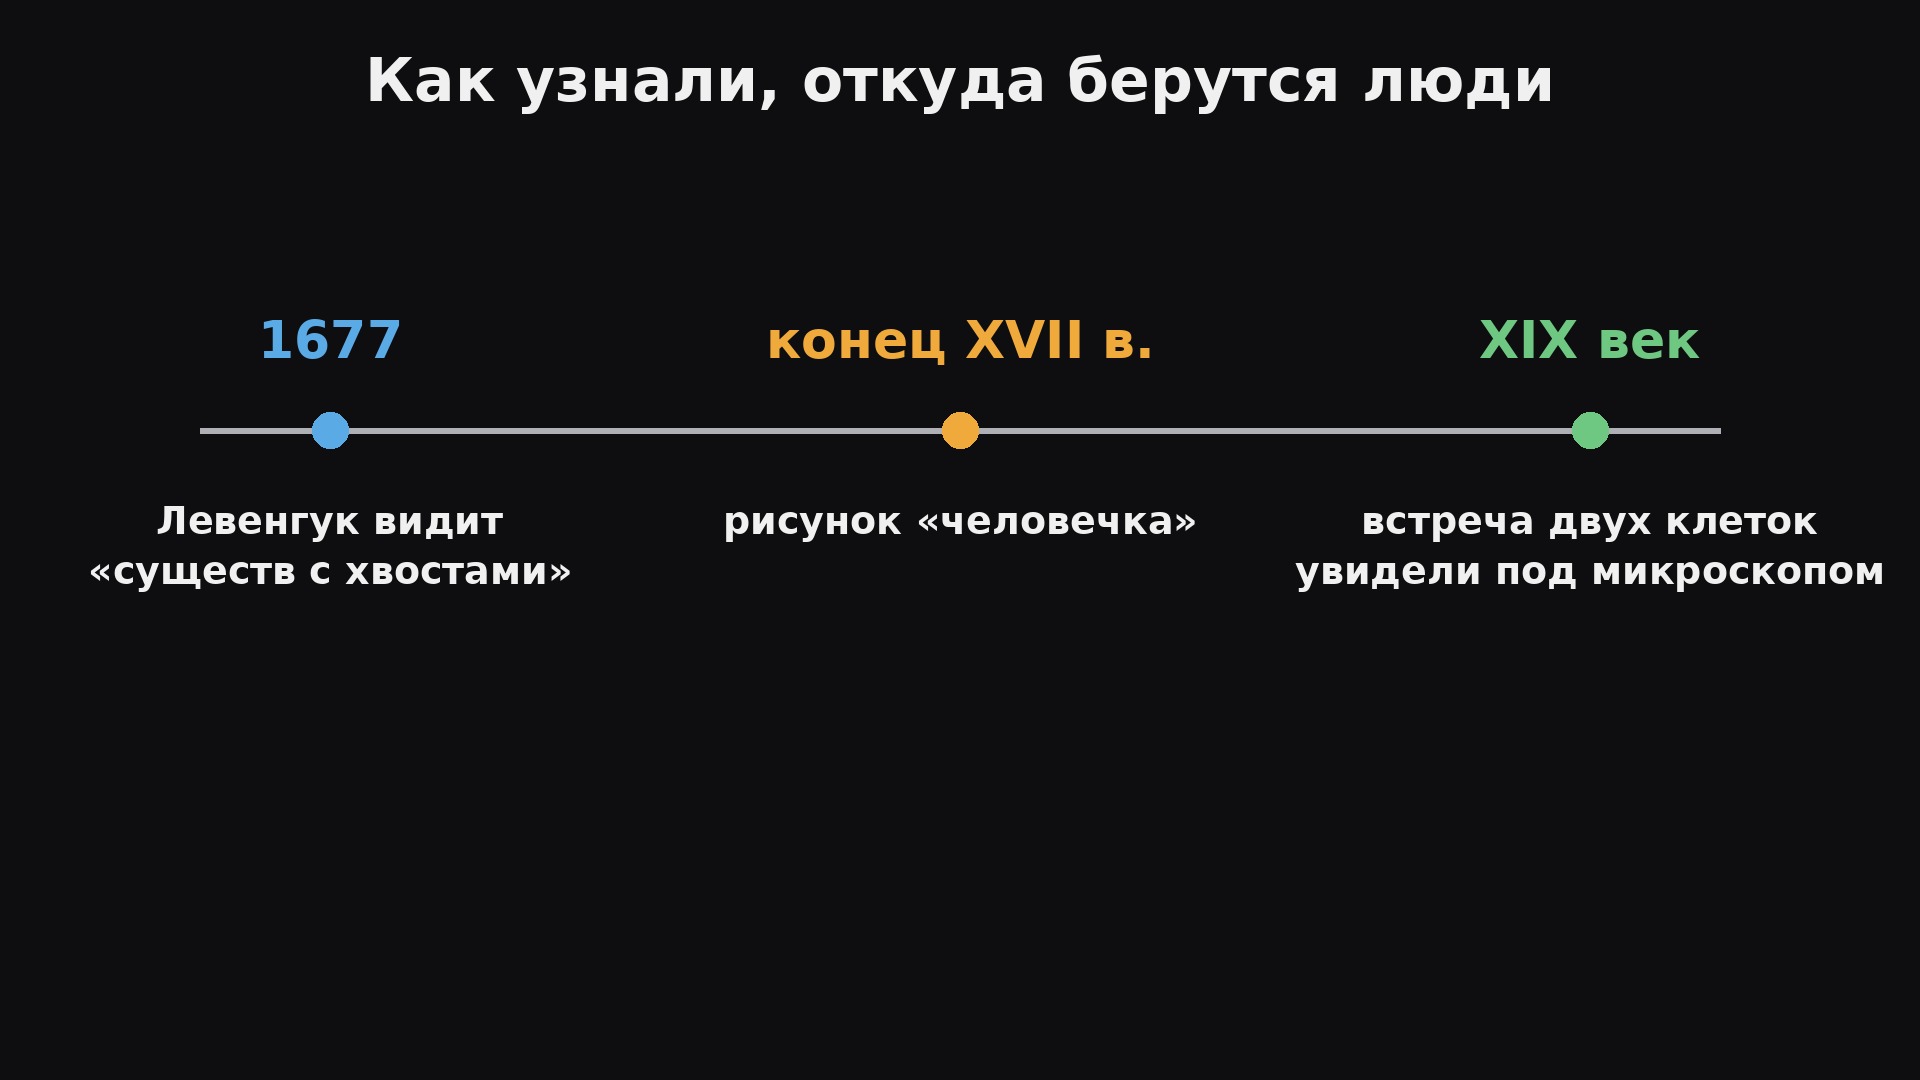 Как узнали, откуда берутся люди
1677
конец XVII в.
XIX век
Левенгук видит
«существ с хвостами»
рисунок «человечка»
встреча двух клеток
увидели под микроскопом